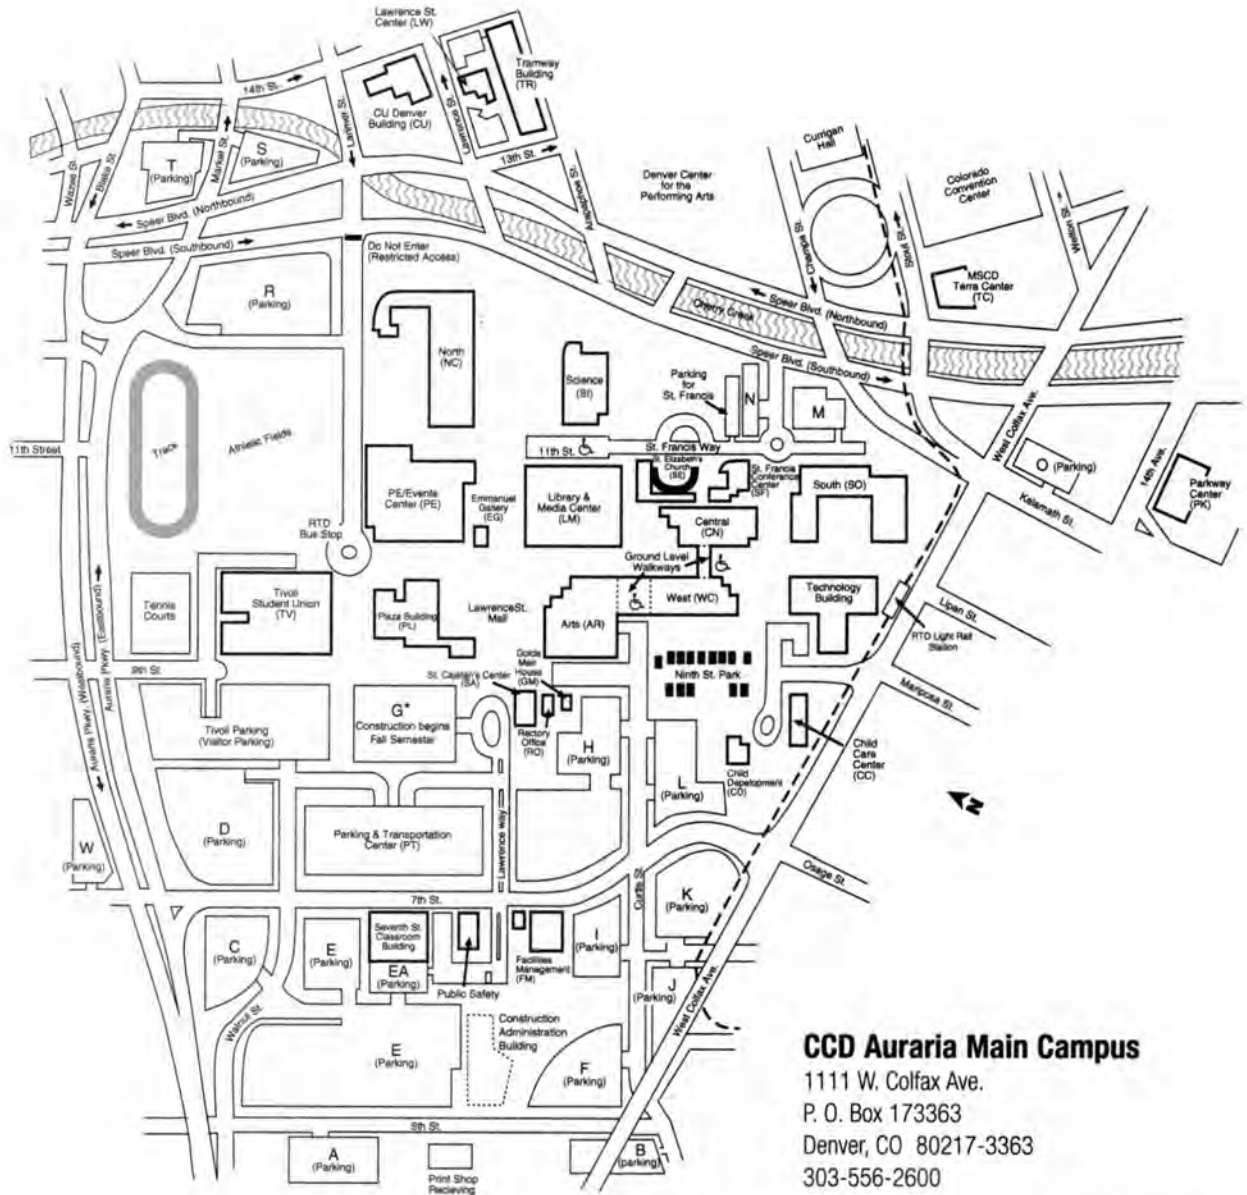 Lawrence St.
Center (LW)
Tramway
Building
(TR)
14th St.
Larimer St.
CU Denver
Building (CU)
Lawrence St.
13th St.
Wazee St.
Blake St.
Market St.
T
(Parking)
S
(Parking)
Arapahoe St.
Denver Center
for the
Performing Arts
Currigan
Hall
Colorado
Convention
Center
Champa St.
Stout St.
Welton St.
Speer Blvd. (Northbound)
Speer Blvd. (Southbound)
Do Not Enter
(Restricted Access)
R
(Parking)
MSCD
Terra Center
(TC)
Cherry Creek
Speer Blvd. (Northbound)
Speer Blvd. (Southbound)
North
(NC)
Science
(SI)
Parking
for
St. Francis
N
M
West Colfax Ave.
11th Street
Track
Athletic Fields
11th St.
St. Francis Way
O (Parking)
14th Ave.
Parkway
Center
(PK)
Kalamath St.
PE/Events
Center (PE)
Emmanuel
Gallery
(EG)
Library &
Media Center
(LM)
St. Elizabeth's
Church
(SE)
St. Francis
Conference
Center
(SF)
South (SO)
Central
(CN)
RTD
Bus Stop
Ground Level
Walkways
Tennis
Courts
Tivoli
Student Union
(TV)
Plaza Building
(PL)
Lawrence St.
Mall
Arts (AR)
West (WC)
Technology
Building
Lipan St.
RTD Light Rail
Station
Auraria Pkwy. (Westbound)
Auraria Pkwy. (Eastbound)
9th St.
St. Cajetan's Center
(SA)
Golda
Meir
House
(GM)
Ninth St. Park
Mariposa St.
Tivoli Parking
(Visitor Parking)
G*
Construction begins
Fall Semester
Rectory
Office
(RO)
H
(Parking)
L
(Parking)
Child
Development
(CD)
Child
Care
Center
(CC)
N
W
(Parking)
D
(Parking)
Parking & Transportation
Center (PT)
Lawrence way
Curtis St.
Osage St.
7th St.
K
(Parking)
C
(Parking)
E
(Parking)
Seventh St.
Classroom
Building
EA
(Parking)
Public Safety
Facilities
Management
(FM)
I
(Parking)
J
(Parking)
West Colfax Ave.
Walnut St.
E
(Parking)
Construction
Administration
Building
F
(Parking)
5th St.
A
(Parking)
Print Shop
Recieving
B
(parking)
CCD Auraria Main Campus
1111 W. Colfax Ave.
P. O. Box 173363
Denver, CO 80217-3363
303-556-2600